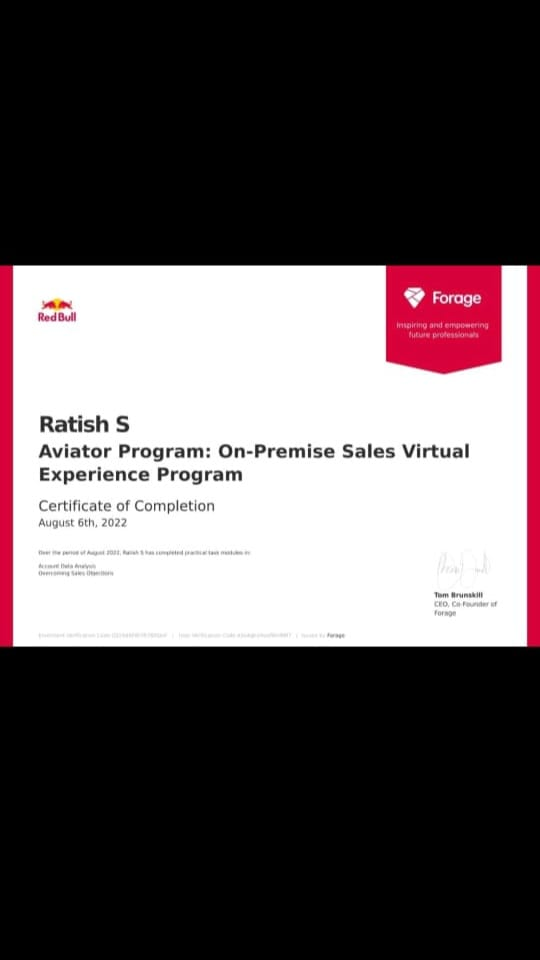 Red Bull
Forage
Inspiring and empowering
future professionals
Ratish S
Aviator Program: On-Premise Sales Virtual
Experience Program
Certificate of Completion
August 6th, 2022
Over the period of August 2022, Ratish S has completed practical task modules in:
Account Data Analysis
Overcoming Sales Objections
Tom Brunskill
CEO, Co-Founder of
Forage
Enrolment Verification Code | User Verification Code | Issued by Forage